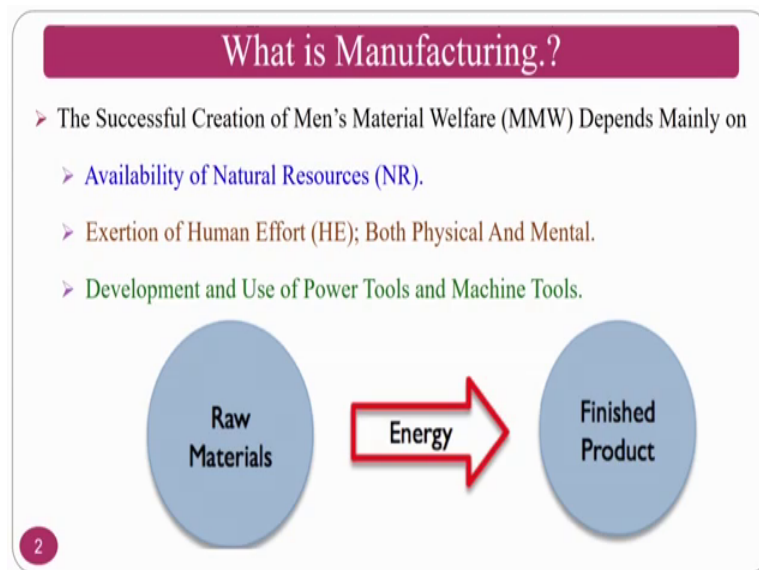 What is Manufacturing.?
The Successful Creation of Men's Material Welfare (MMW) Depends Mainly on
Availability of Natural Resources (NR).
Exertion of Human Effort (HE); Both Physical And Mental.
Development and Use of Power Tools and Machine Tools.
Raw
Materials
Energy
Finished
Product
2